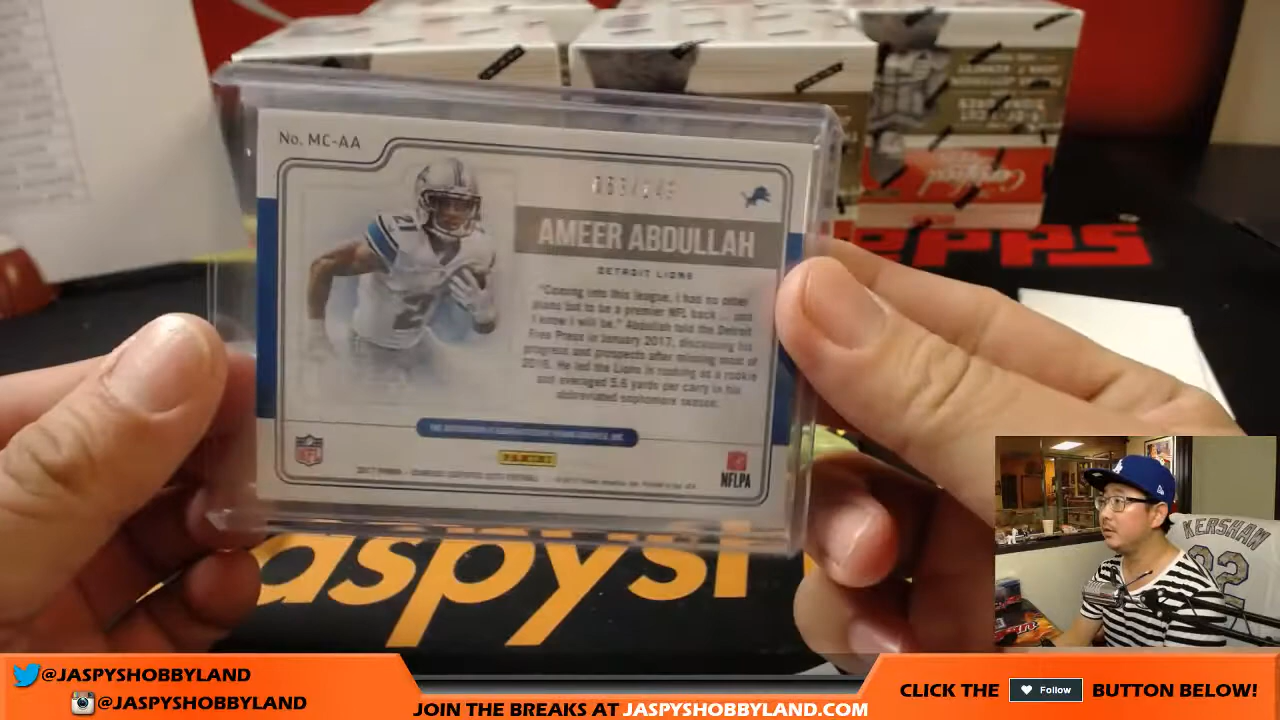 No. MC-AA
AMEER ABDULLAH
DETROIT LIONS
"Coming into this league, I had no other
plans but to be a premier NFL back ... and
I know I will be," Abdullah told the Detroit
Free Press in January 2017, discussing his
progress and prospects after missing most of
2016. He led the Lions in rushing as a rookie
and averaged 5.6 yards per carry in his
abbreviated sophomore season.
21
2
NFL
PANINI
NFLPA
KERSHAW
22
@JASPYSHOBBYLAND
@JASPYSHOBBYLAND
JOIN THE BREAKS AT JASPYSHOBBYLAND.COM
CLICK THE Follow BUTTON BELOW!